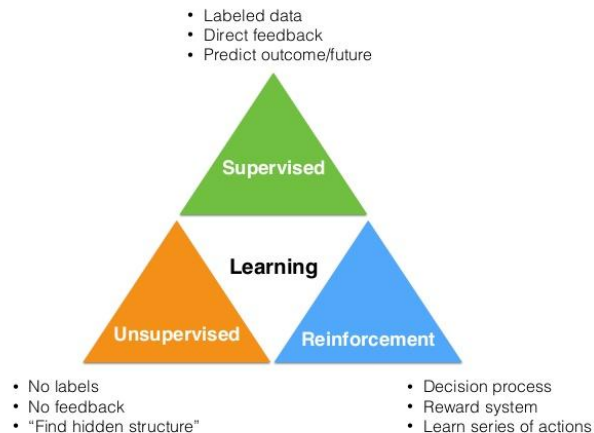 • Labeled data
• Direct feedback
• Predict outcome/future
Supervised
Learning
Unsupervised
Reinforcement
• No labels
• No feedback
• “Find hidden structure”
• Decision process
• Reward system
• Learn series of actions